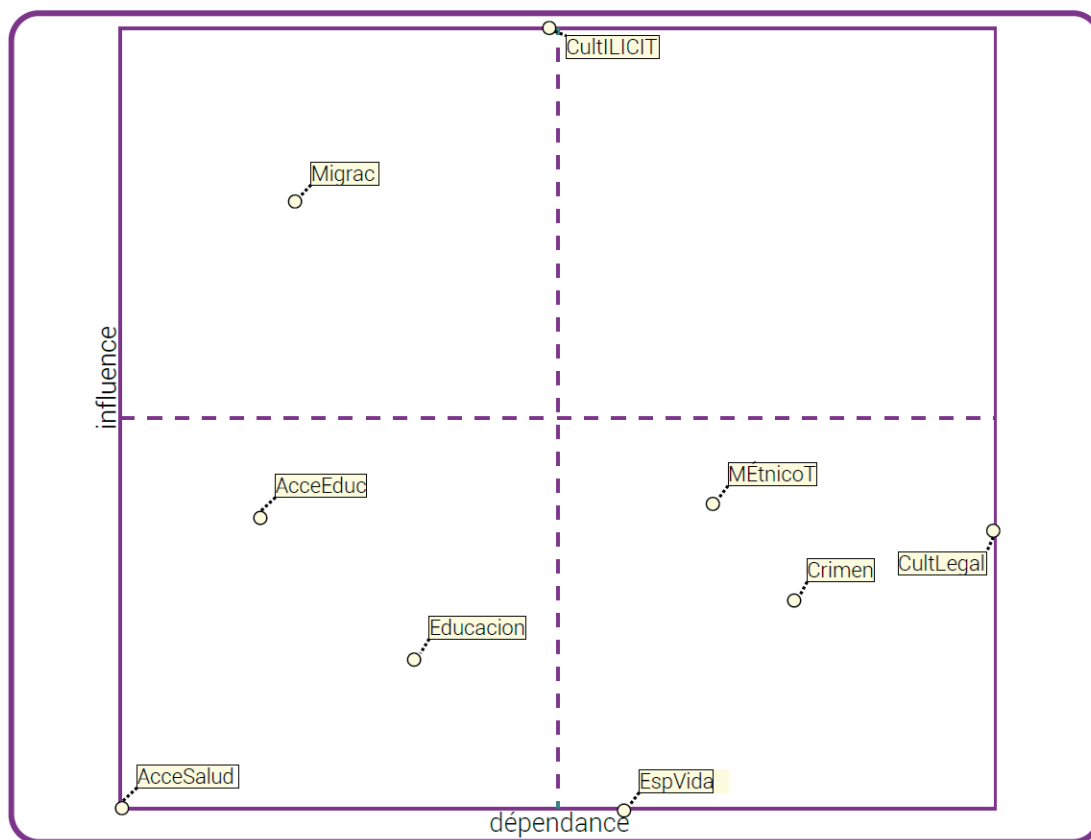 CultILICIT
Migrac
influence
AcceEduc
MÉtnicoT
CultLegal
Crimen
Educacion
AcceSalud
EspVida
dépendance